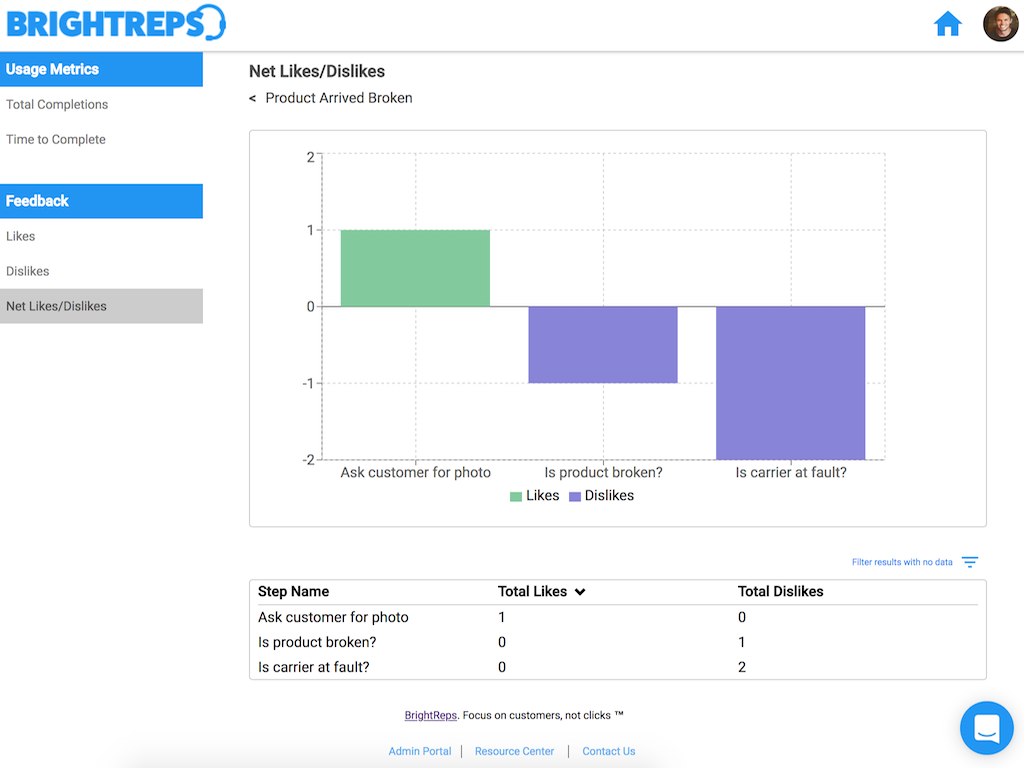 BRIGHTREPS
Usage Metrics
Total Completions
Time to Complete
Feedback
Likes
Dislikes
Net Likes/Dislikes
Net Likes/Dislikes
< Product Arrived Broken
2
1
0
-1
-2
Ask customer for photo Is product broken? Is carrier at fault?
Likes Dislikes
Filter results with no data
Step Name Total Likes Total Dislikes
Ask customer for photo 1 0
Is product broken? 0 1
Is carrier at fault? 0 2
BrightReps. Focus on customers, not clicks ™
Admin Portal | Resource Center | Contact Us